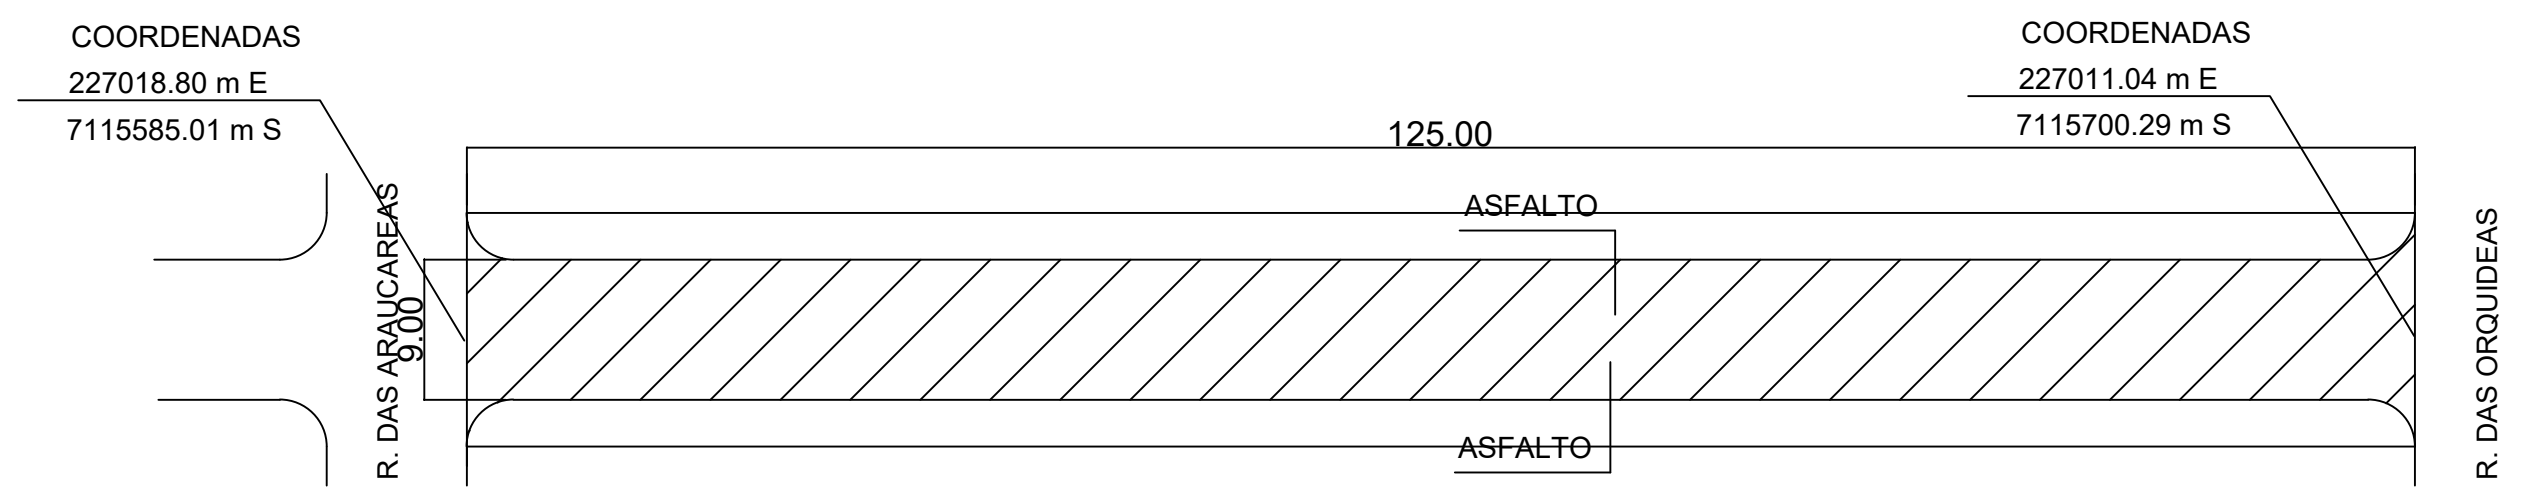 COORDENADAS
227018.80 m E
7115585.01 m S
COORDENADAS
227011.04 m E
7115700.29 m S
125.00
ASFALTO
R. DAS ARAUCAREAS
9.00
ASFALTO
R. DAS ORQUIDEAS